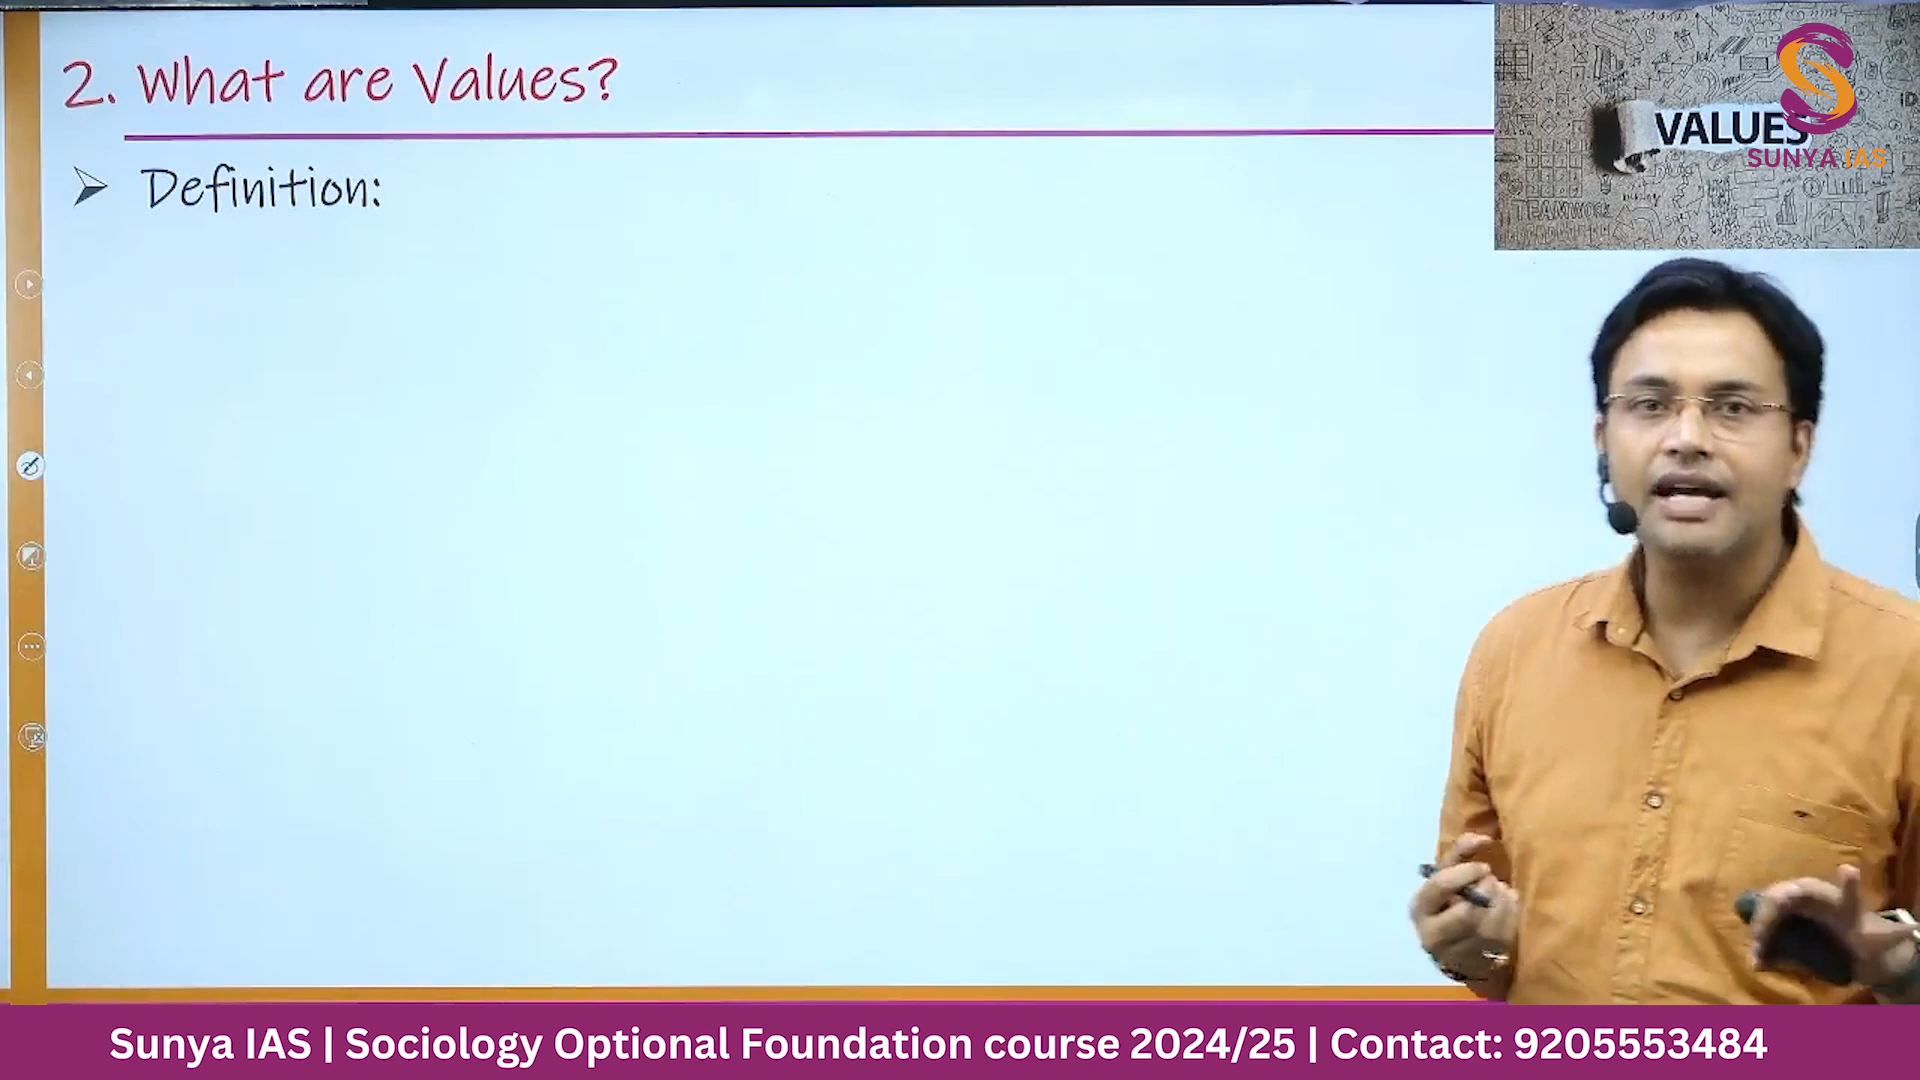 2. What are Values?
VALUES
SUNYA IAS
TEAMWORK
➢ Definition:
Sunya IAS | Sociology Optional Foundation course 2024/25 | Contact: 9205553484